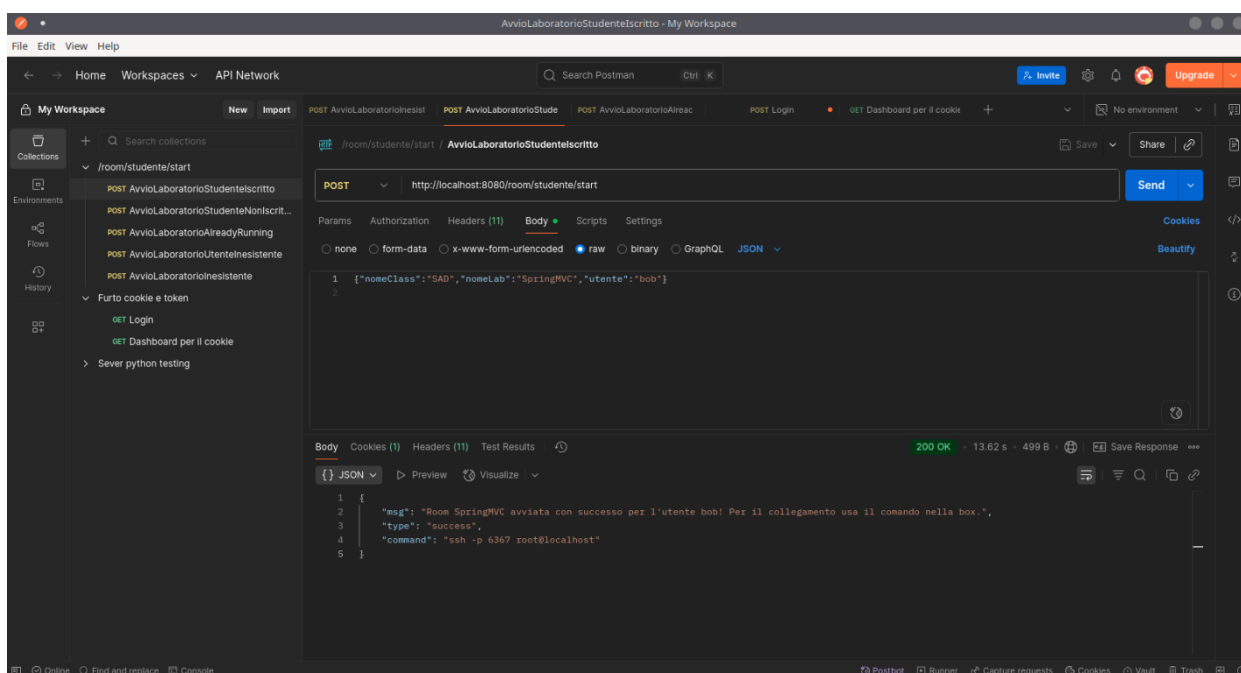 AvvioLaboratorioStudenteIscritto - My Workspace
File Edit View Help
Home Workspaces API Network
Search Postman Ctrl K
Invite
Upgrade
My Workspace New Import
POST AvvioLaboratorioInesist POST AvvioLaboratorioStude POST AvvioLaboratorioAlreac POST Login GET Dashboard per il cookie No environment
Collections
Environments
Flows
History
Search collections
/room/studente/start
POST AvvioLaboratorioStudenteIscritto
POST AvvioLaboratorioStudenteNonIscrit...
POST AvvioLaboratorioAlreadyRunning
POST AvvioLaboratorioUtenteInesistente
POST AvvioLaboratorioInesistente
Furto cookie e token
GET Login
GET Dashboard per il cookie
Sever python testing
/room/studente/start / AvvioLaboratorioStudenteIscritto
Save Share
POST http://localhost:8080/room/studente/start
Send
Params Authorization Headers (11) Body Scripts Settings Cookies
none form-data x-www-form-urlencoded raw binary GraphQL JSON Beautify
1 {"nomeClass":"SAD","nomeLab":"SpringMVC","utente":"bob"}
2
Body Cookies (1) Headers (11) Test Results 200 OK 13.62 s 499 B Save Response
{} JSON Preview Visualize
1 {
2 "msg": "Room SpringMVC avviata con successo per l'utente bob! Per il collegamento usa il comando nella box.",
3 "type": "success",
4 "command": "ssh -p 6367 root@localhost"
5 }
Online Find and replace Console Postbot Runner Capture requests Cookies Vault Trash